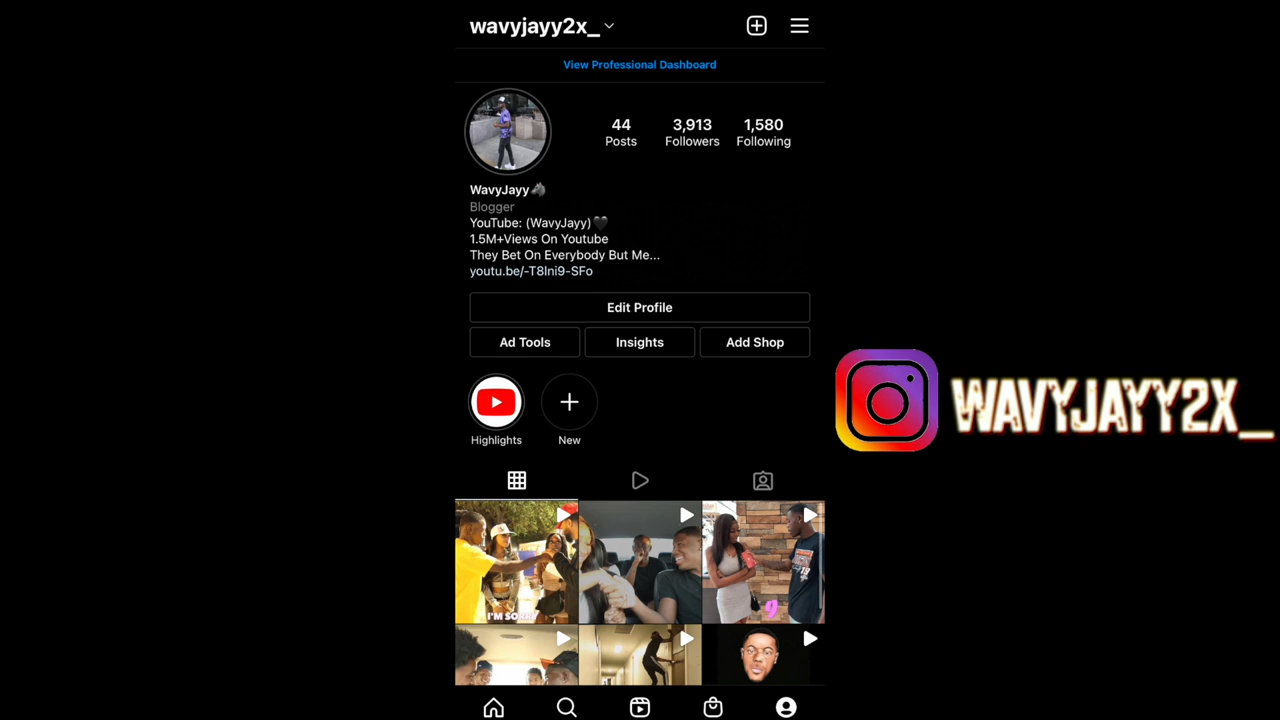 wavyjayy2x_
View Professional Dashboard
44 3,913 1,580
Posts Followers Following
WavyJayy
Blogger
YouTube: (WavyJayy)🖤
1.5M+Views On Youtube
They Bet On Everybody But Me...
youtu.be/-T8Ini9-SFo
Edit Profile
Ad Tools Insights Add Shop
WAVYJAYY2X_
Highlights New
I'M SORRY